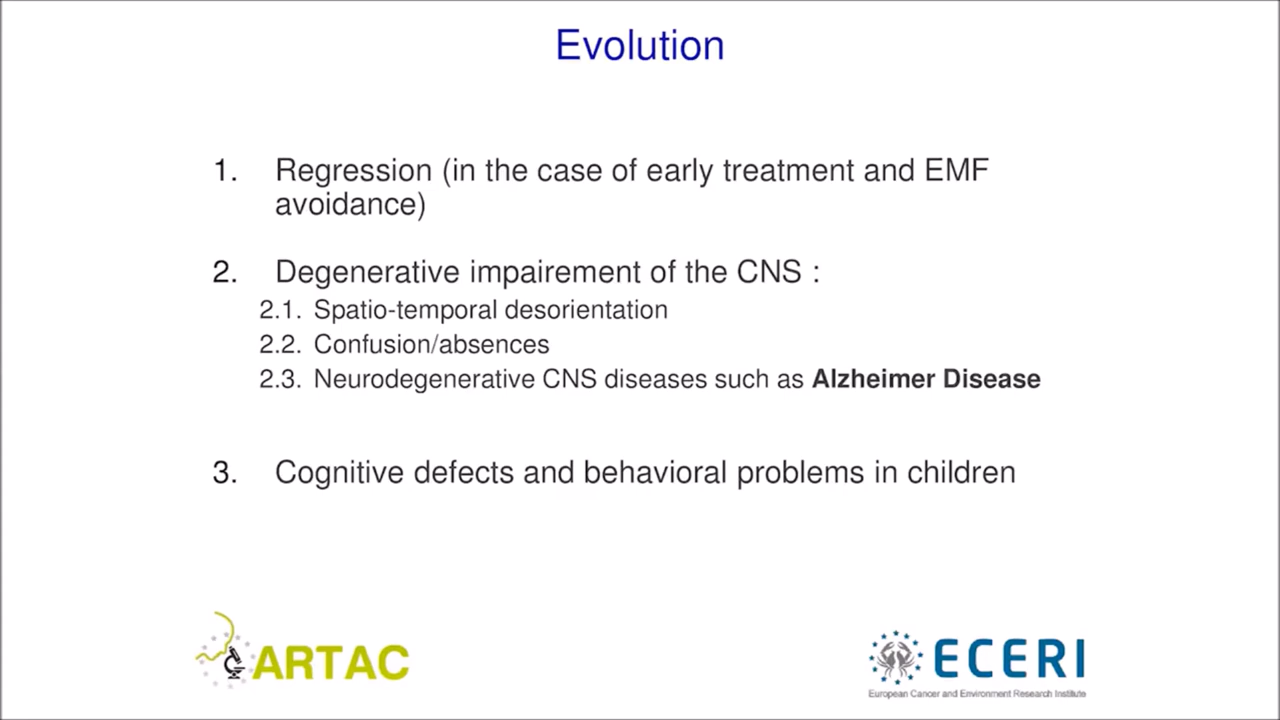 Evolution
1. Regression (in the case of early treatment and EMF
avoidance)
2. Degenerative impairement of the CNS :
2.1. Spatio-temporal desorientation
2.2. Confusion/absences
2.3. Neurodegenerative CNS diseases such as Alzheimer Disease
3. Cognitive defects and behavioral problems in children
ARTAC
ECERI
European Cancer and Environment Research Institute